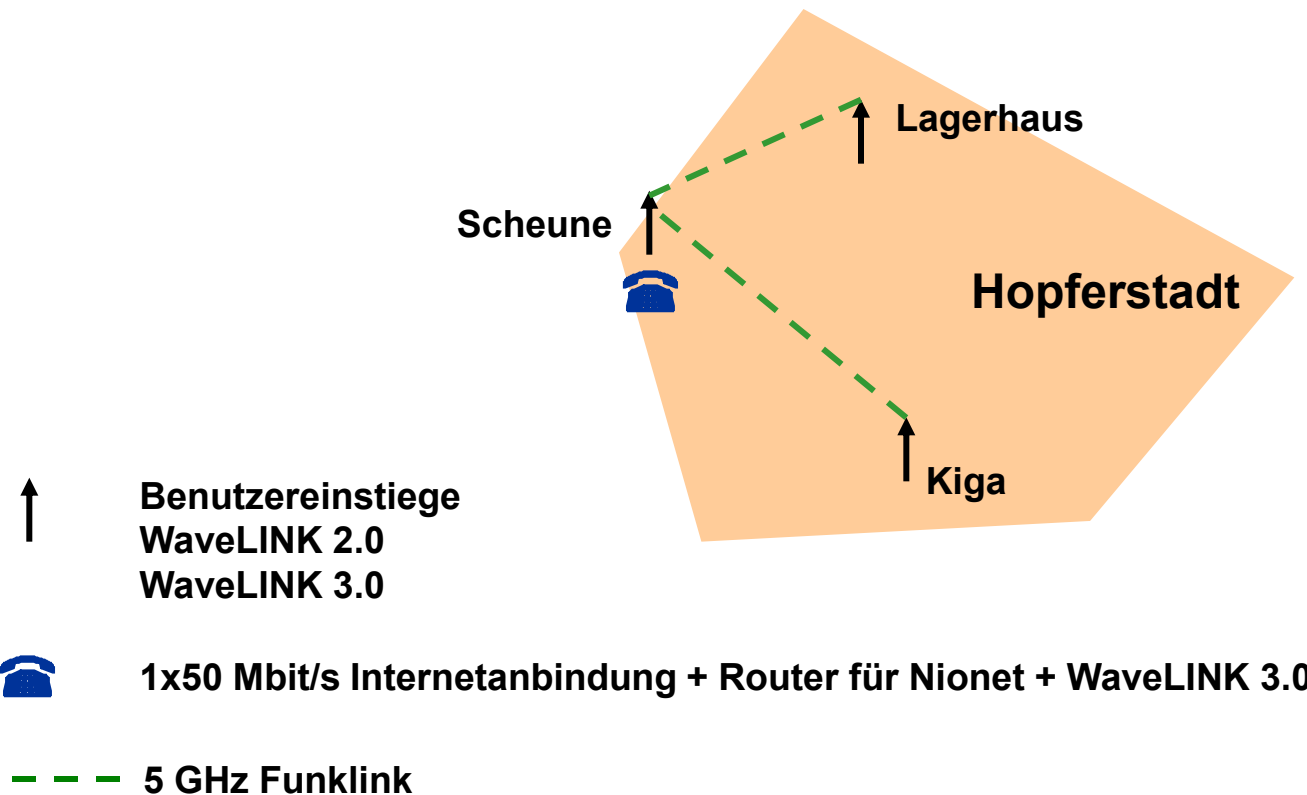 Lagerhaus
Scheune
Hopferstadt
Kiga
Benutzereinstiege
WaveLINK 2.0
WaveLINK 3.0
1x50 Mbit/s Internetanbindung + Router für Nionet + WaveLINK 3.0
5 GHz Funklink